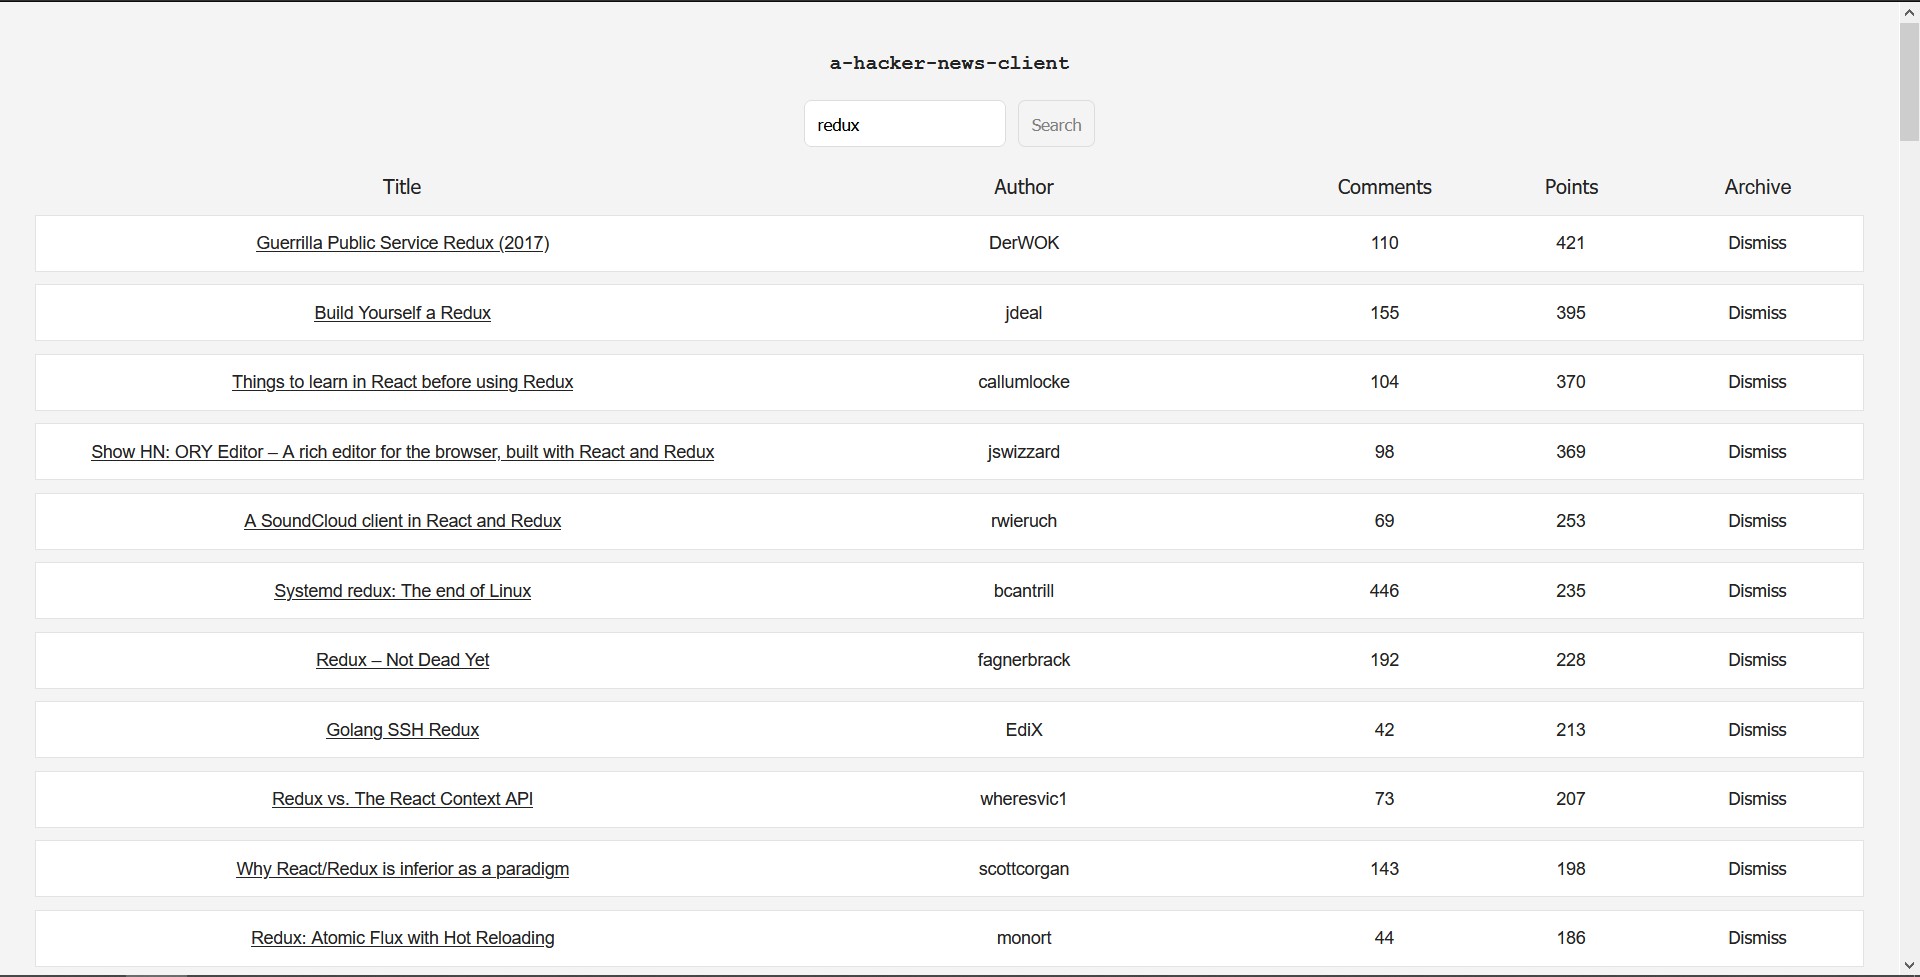 a-hacker-news-client
redux Search
Title Author Comments Points Archive
Guerrilla Public Service Redux (2017) DerWOK 110 421 Dismiss
Build Yourself a Redux jdeal 155 395 Dismiss
Things to learn in React before using Redux callumlocke 104 370 Dismiss
Show HN: ORY Editor – A rich editor for the browser, built with React and Redux jswizzard 98 369 Dismiss
A SoundCloud client in React and Redux rwieruch 69 253 Dismiss
Systemd redux: The end of Linux bcantrill 446 235 Dismiss
Redux – Not Dead Yet fagnerbrack 192 228 Dismiss
Golang SSH Redux EdiX 42 213 Dismiss
Redux vs. The React Context API wheresvic1 73 207 Dismiss
Why React/Redux is inferior as a paradigm scottcorgan 143 198 Dismiss
Redux: Atomic Flux with Hot Reloading monort 44 186 Dismiss